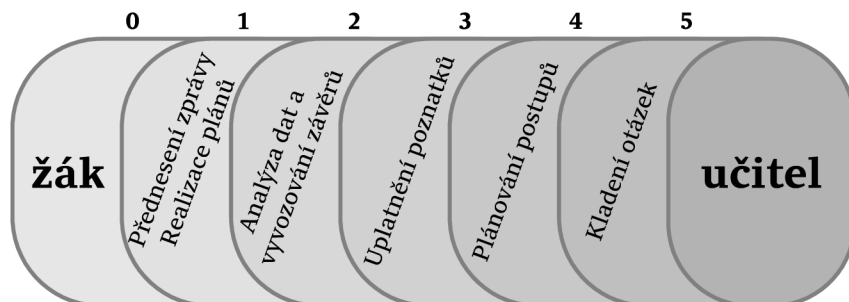 0 1 2 3 4 5
žák
Přednesení zprávy
Realizace plánů
Analýza dat a
vyvozování závěrů
Uplatnění poznatků
Plánování postupů
Kladení otázek
učitel